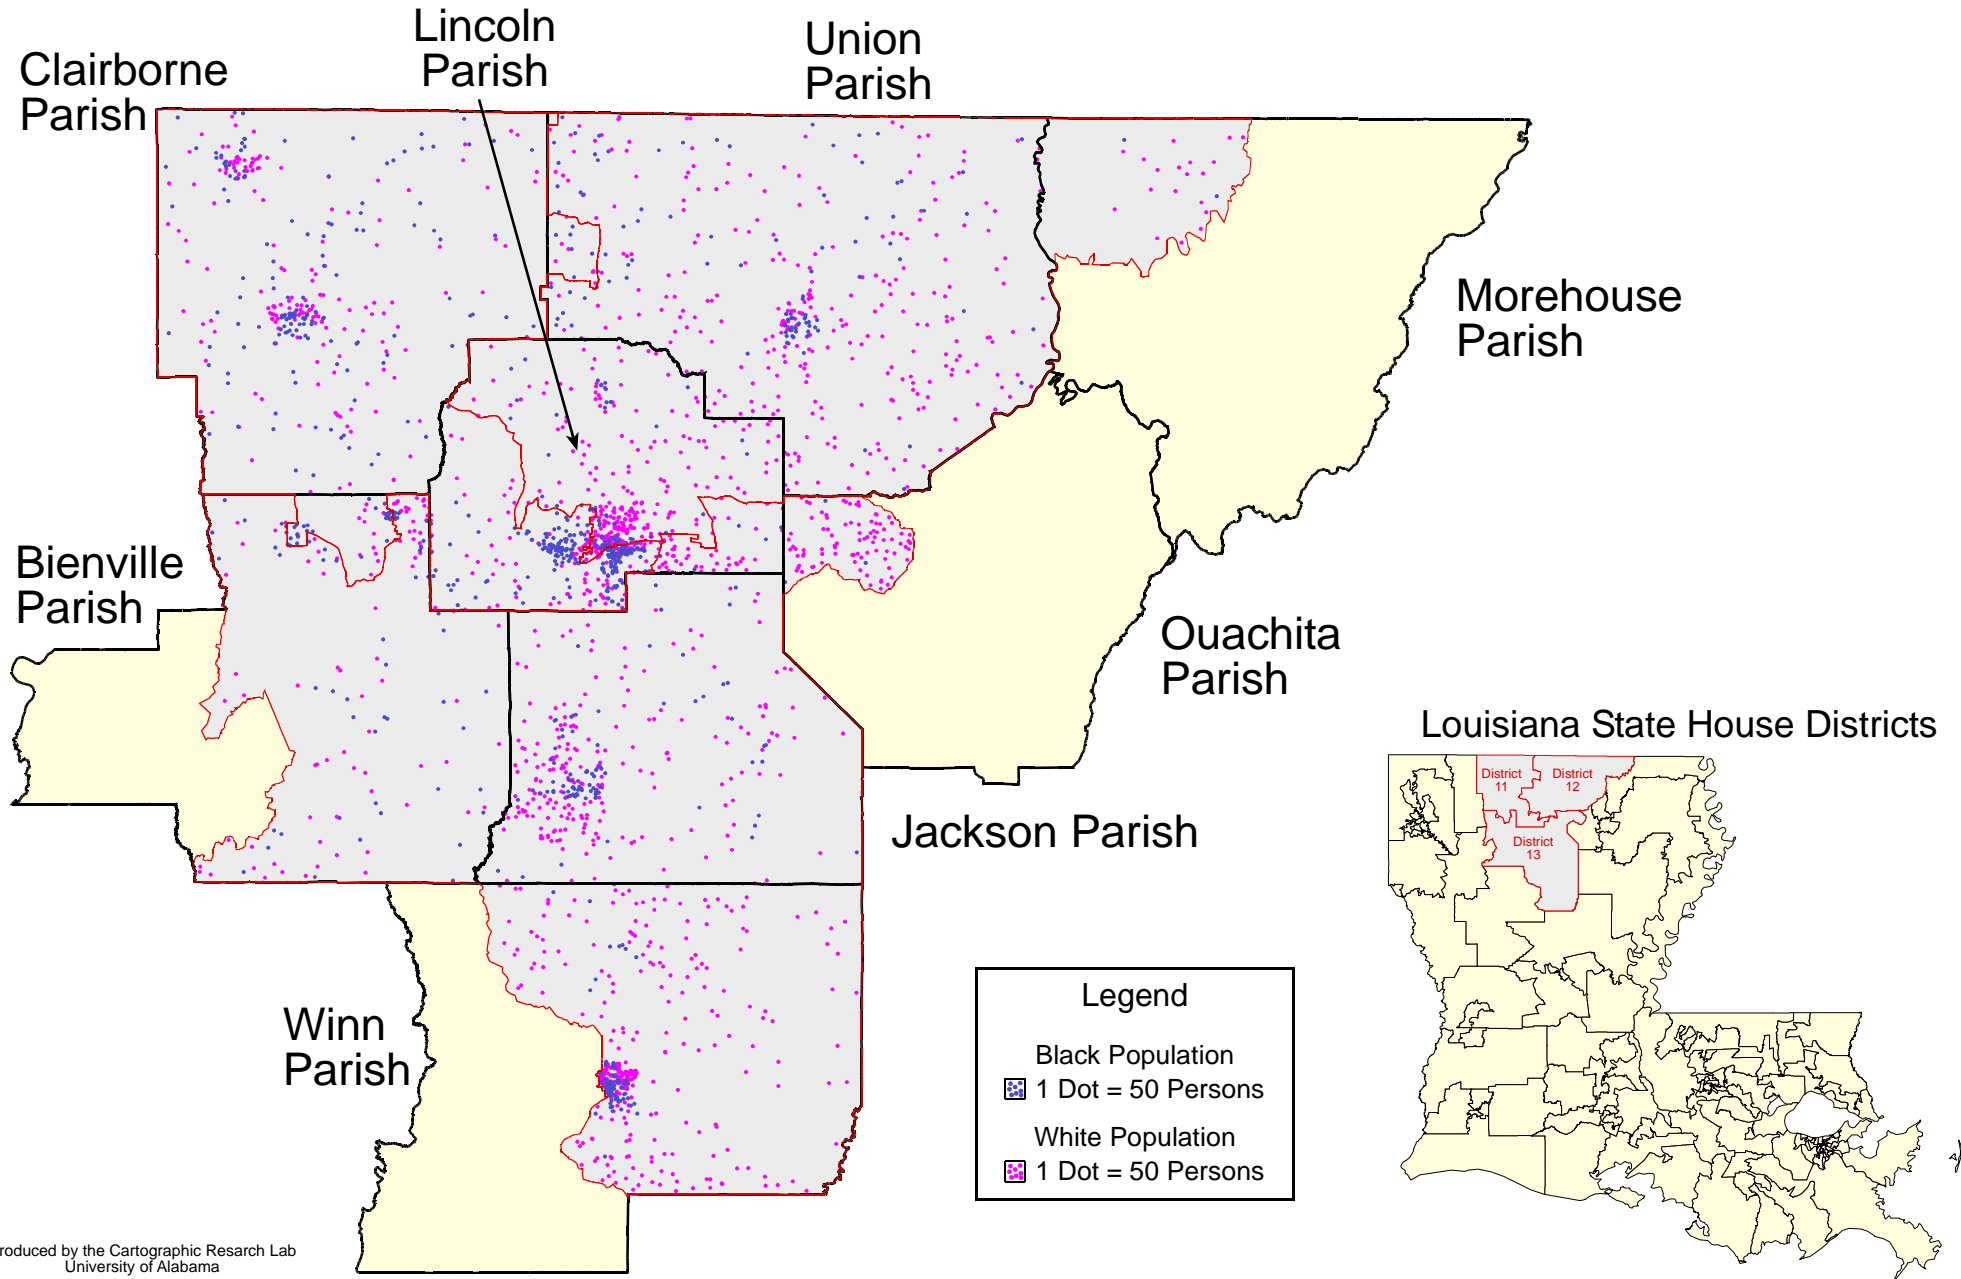 Lincoln
Parish
Union
Parish
Clairborne
Parish
Morehouse
Parish
Bienville
Parish
Ouachita
Parish
Louisiana State House Districts
District
11
District
12
District
13
Jackson Parish
Winn
Parish
Legend
Black Population
1 Dot = 50 Persons
White Population
1 Dot = 50 Persons
roduced by the Cartographic Resarch Lab
University of Alabama